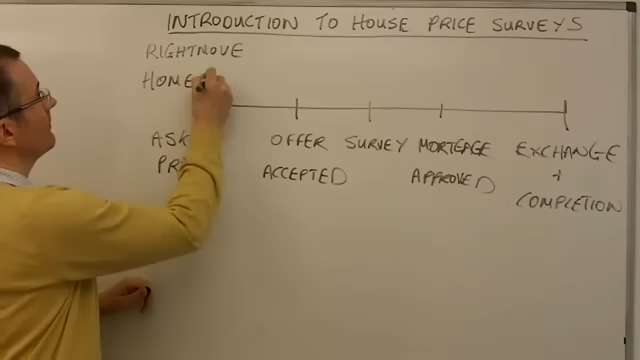 INTRODUCTION TO HOUSE PRICE SURVEYS
RIGHTMOVE
HOME
ASK OFFER SURVEY MORTGAGE EXCHANGE
PR ACCEPTED APPROVED +
COMPLETION